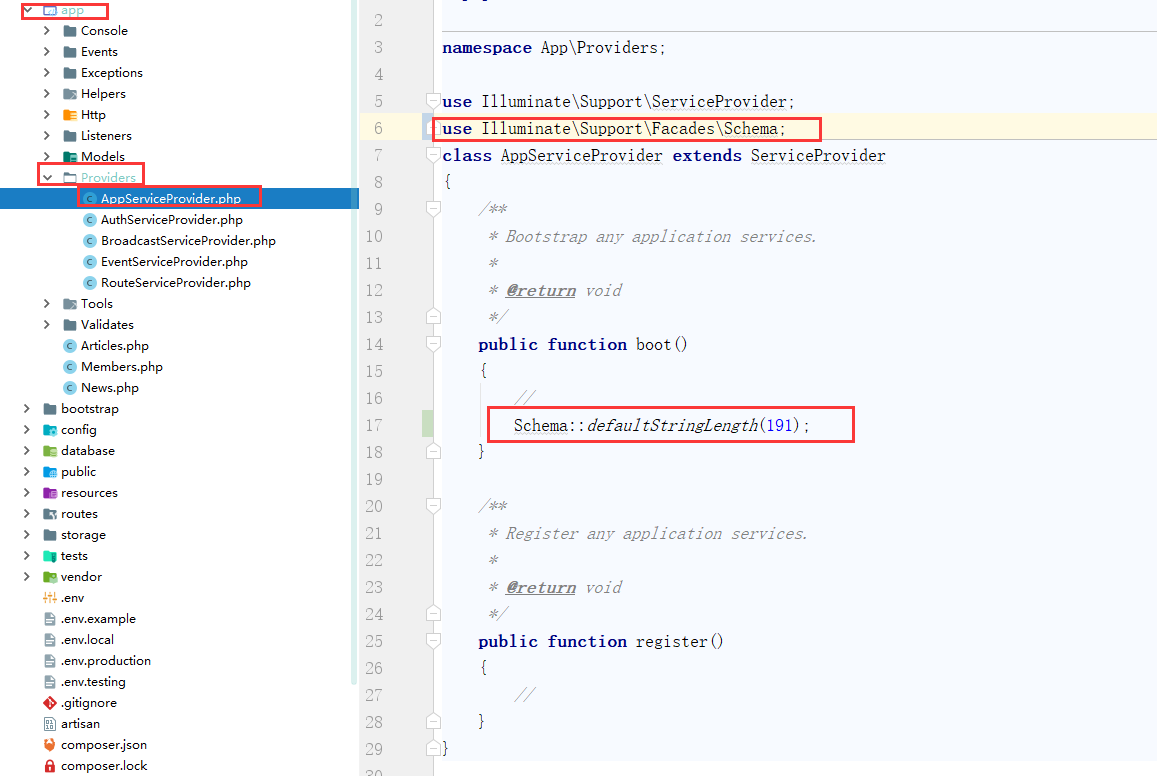 app
Console
Events
Exceptions
Helpers
Http
Listeners
Models
Providers
AppServiceProvider.php
AuthServiceProvider.php
BroadcastServiceProvider.php
EventServiceProvider.php
RouteServiceProvider.php
Tools
Validates
Articles.php
Members.php
News.php
bootstrap
config
database
public
resources
routes
storage
tests
vendor
.env
.env.example
.env.local
.env.production
.env.testing
.gitignore
artisan
composer.json
composer.lock
2
3 namespace App\Providers;
4
5 use Illuminate\Support\ServiceProvider;
6 use Illuminate\Support\Facades\Schema;
7 class AppServiceProvider extends ServiceProvider
8 {
9 /**
10 * Bootstrap any application services.
11 *
12 * @return void
13 */
14 public function boot()
15 {
16 //
17 Schema::defaultStringLength(191);
18 }
19
20 /**
21 * Register any application services.
22 *
23 * @return void
24 */
25 public function register()
26 {
27 //
28 }
29 }